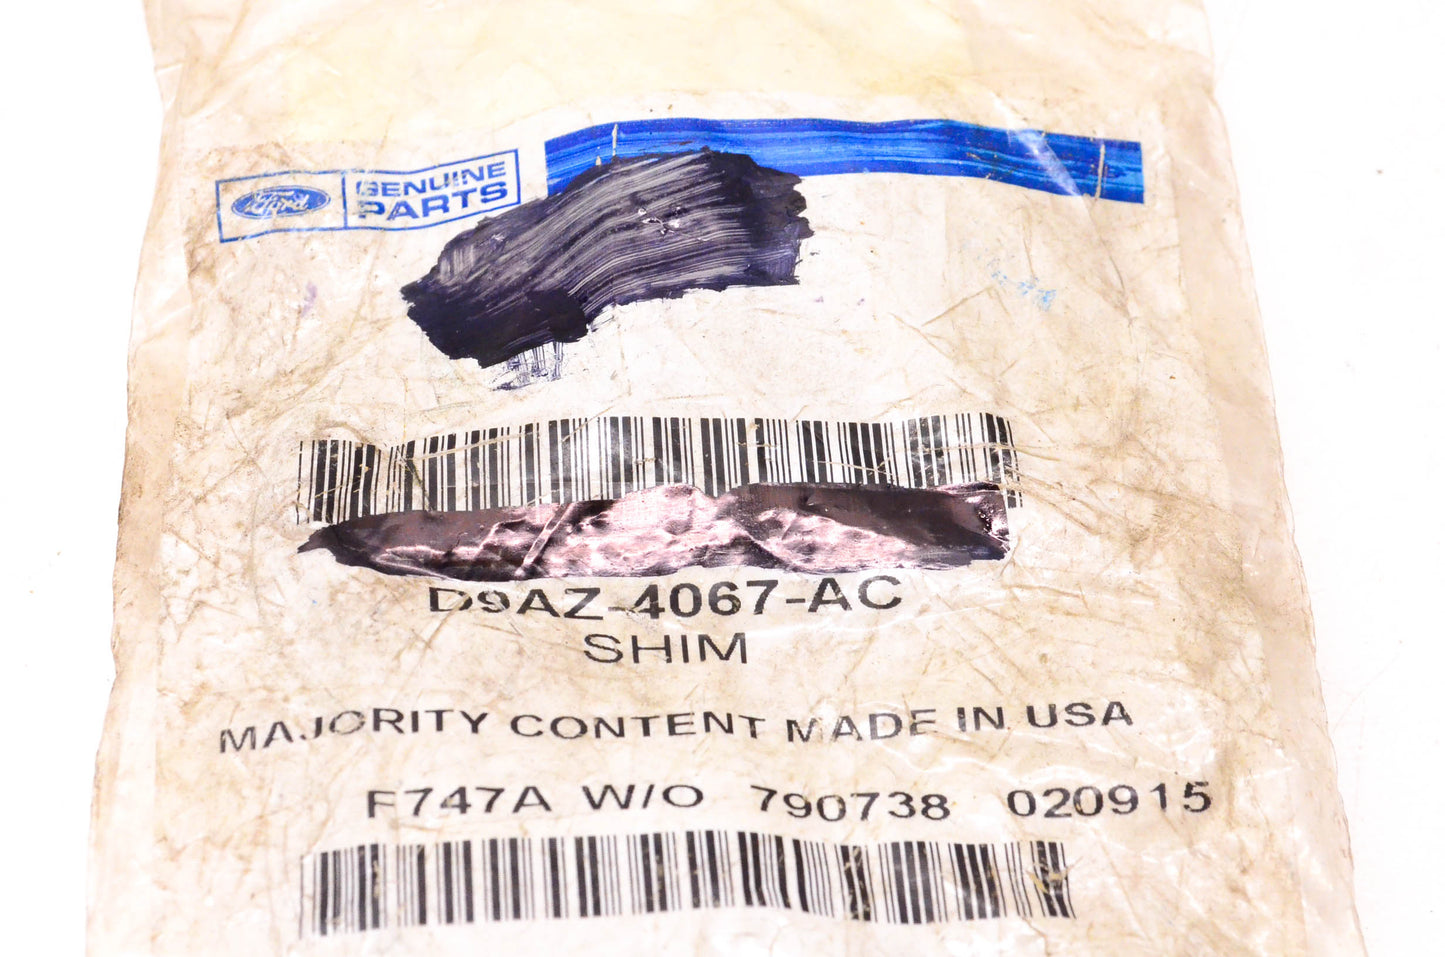 Ford
GENUINE
PARTS
D9AZ-4067-AC
SHIM
MAJORITY CONTENT MADE IN USA
F747A W/O 790738 020915